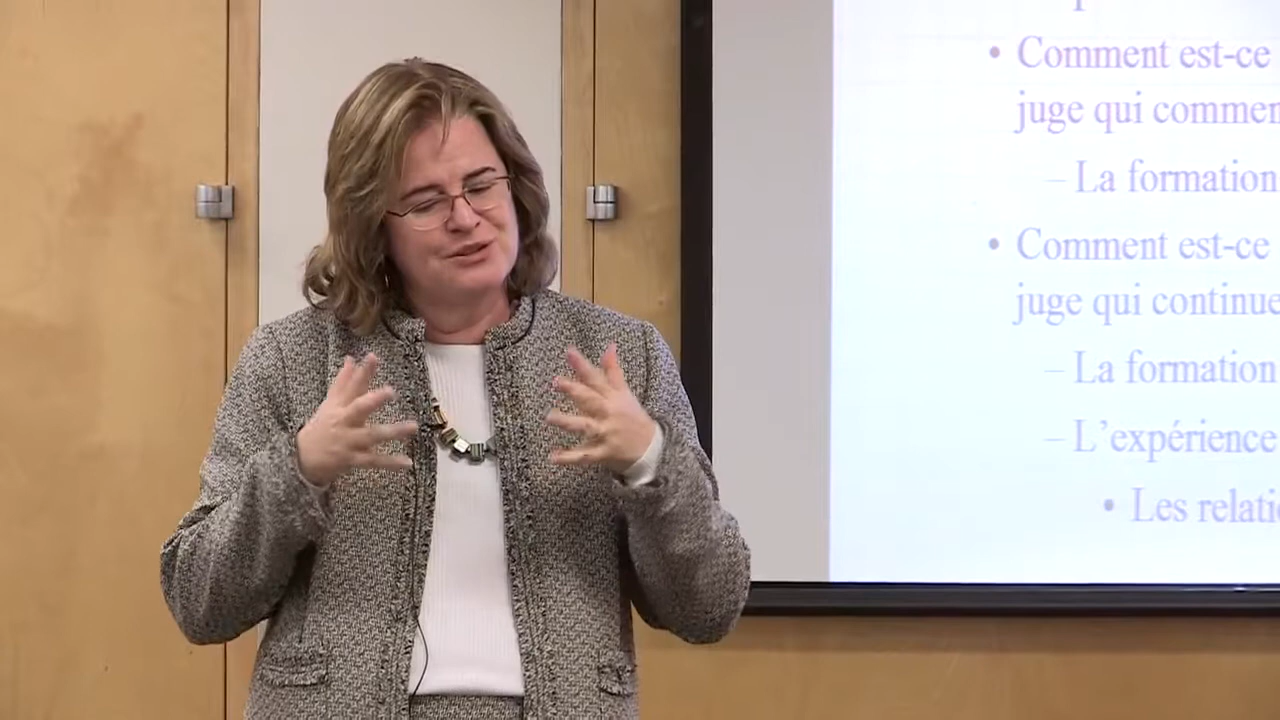 • Comment est-ce
juge qui commen
– La formation
• Comment est-ce
juge qui continue
– La formation
– L’expérience
• Les relati